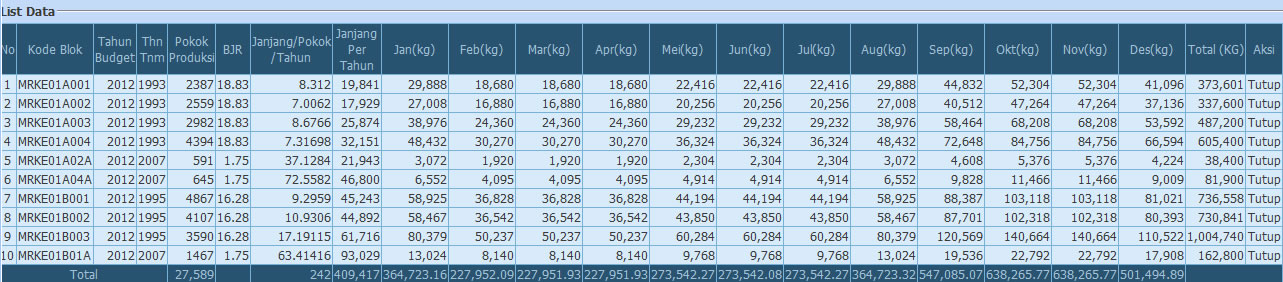 List Data
No Kode Blok Tahun Budget Thn Tnm Pokok Produksi BJR Janjang/Pokok /Tahun Janjang Per Tahun Jan(kg) Feb(kg) Mar(kg) Apr(kg) Mei(kg) Jun(kg) Jul(kg) Aug(kg) Sep(kg) Okt(kg) Nov(kg) Des(kg) Total (KG) Aksi
1 MRKE01A001 2012 1993 2387 18.83 8.312 19,841 29,888 18,680 18,680 18,680 22,416 22,416 22,416 29,888 44,832 52,304 52,304 41,096 373,601 Tutup
2 MRKE01A002 2012 1993 2559 18.83 7.0062 17,929 27,008 16,880 16,880 16,880 20,256 20,256 20,256 27,008 40,512 47,264 47,264 37,136 337,600 Tutup
3 MRKE01A003 2012 1993 2982 18.83 8.6766 25,874 38,976 24,360 24,360 24,360 29,232 29,232 29,232 38,976 58,464 68,208 68,208 53,592 487,200 Tutup
4 MRKE01A004 2012 1993 4394 18.83 7.31698 32,151 48,432 30,270 30,270 30,270 36,324 36,324 36,324 48,432 72,648 84,756 84,756 66,594 605,400 Tutup
5 MRKE01A02A 2012 2007 591 1.75 37.1284 21,943 3,072 1,920 1,920 1,920 2,304 2,304 2,304 3,072 4,608 5,376 5,376 4,224 38,400 Tutup
6 MRKE01A04A 2012 2007 645 1.75 72.5582 46,800 6,552 4,095 4,095 4,095 4,914 4,914 4,914 6,552 9,828 11,466 11,466 9,009 81,900 Tutup
7 MRKE01B001 2012 1995 4867 16.28 9.2959 45,243 58,925 36,828 36,828 36,828 44,194 44,194 44,194 58,925 88,387 103,118 103,118 81,021 736,558 Tutup
8 MRKE01B002 2012 1995 4107 16.28 10.9306 44,892 58,467 36,542 36,542 36,542 43,850 43,850 43,850 58,467 87,701 102,318 102,318 80,393 730,841 Tutup
9 MRKE01B003 2012 1995 3590 16.28 17.19115 61,716 80,379 50,237 50,237 50,237 60,284 60,284 60,284 80,379 120,569 140,664 140,664 110,522 1,004,740 Tutup
10 MRKE01B01A 2012 2007 1467 1.75 63.41416 93,029 13,024 8,140 8,140 8,140 9,768 9,768 9,768 13,024 19,536 22,792 22,792 17,908 162,800 Tutup
Total 27,589 242 409,417 364,723.16 227,952.09 227,951.93 227,951.93 273,542.27 273,542.08 273,542.27 364,723.32 547,085.07 638,265.77 638,265.77 501,494.89